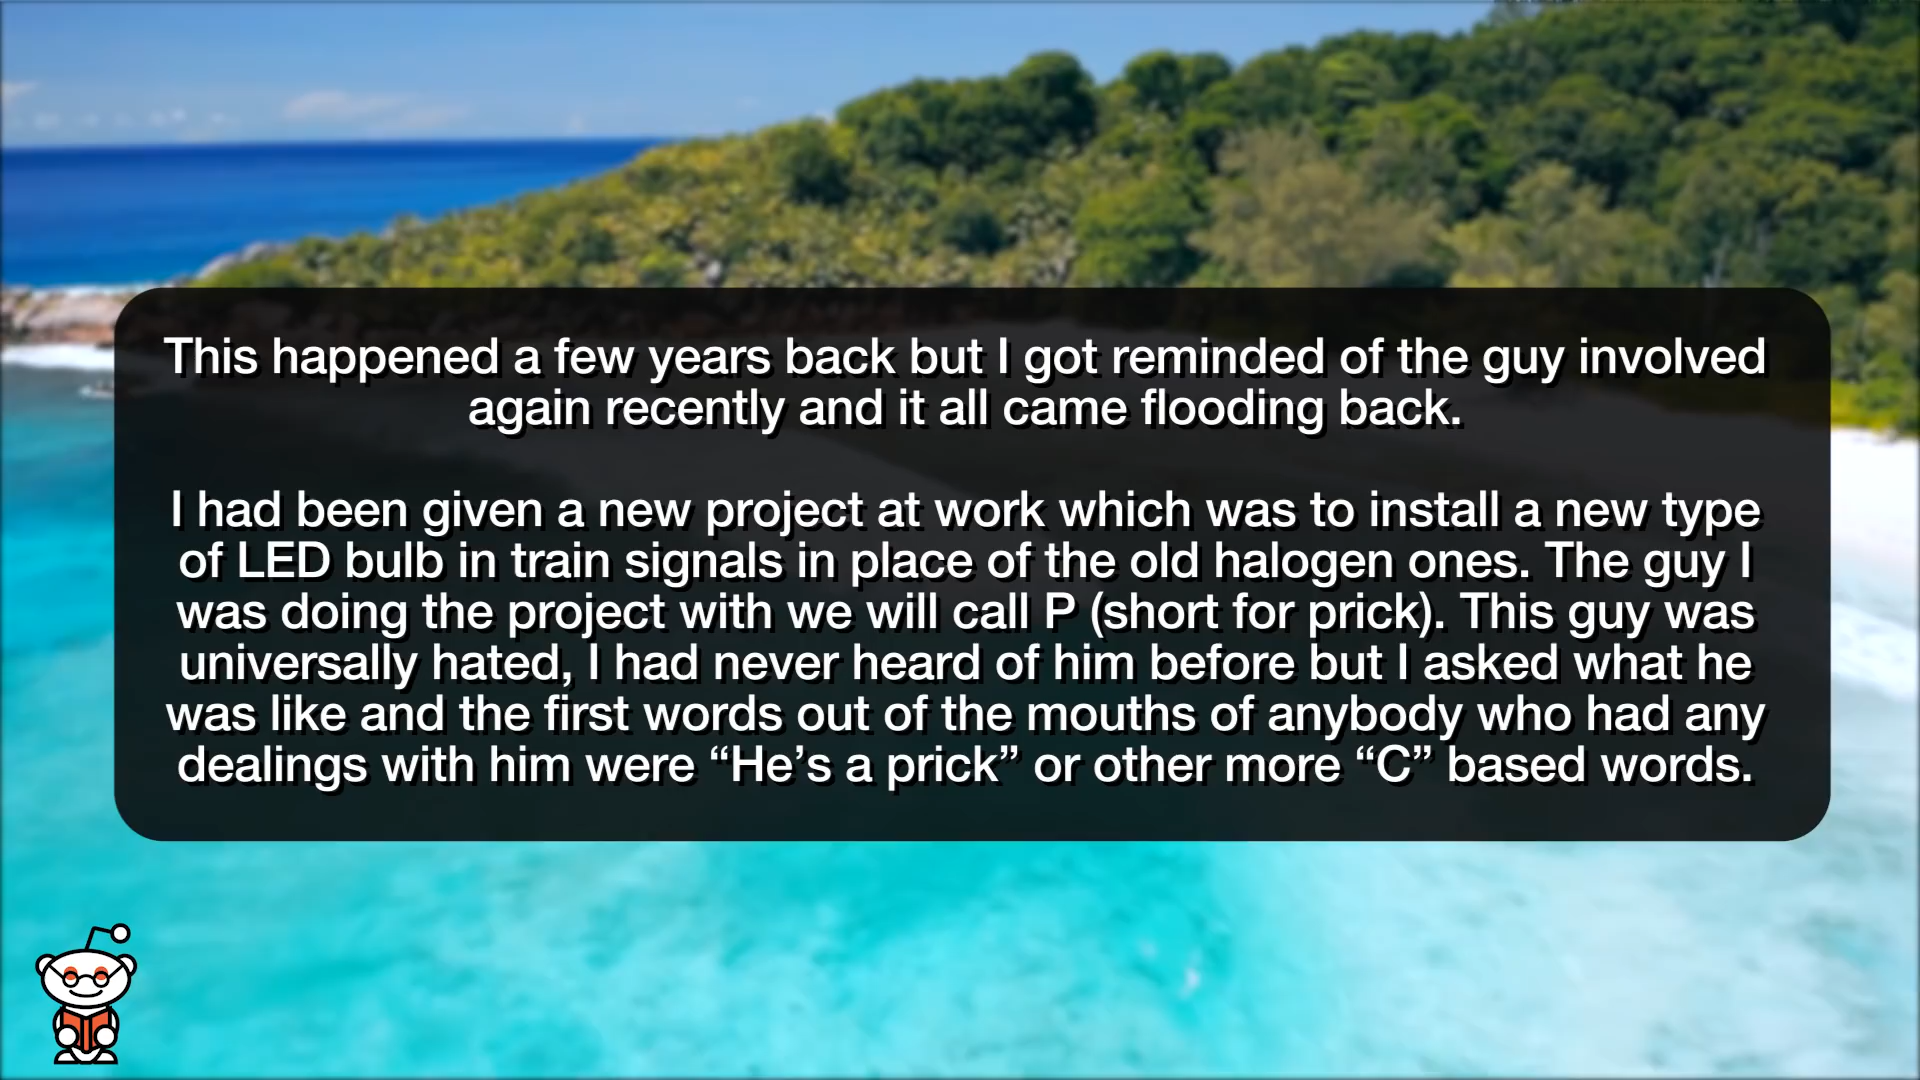 This happened a few years back but I got reminded of the guy involved
again recently and it all came flooding back.
I had been given a new project at work which was to install a new type
of LED bulb in train signals in place of the old halogen ones. The guy I
was doing the project with we will call P (short for prick). This guy was
universally hated, I had never heard of him before but I asked what he
was like and the first words out of the mouths of anybody who had any
dealings with him were “He’s a prick” or other more “C” based words.